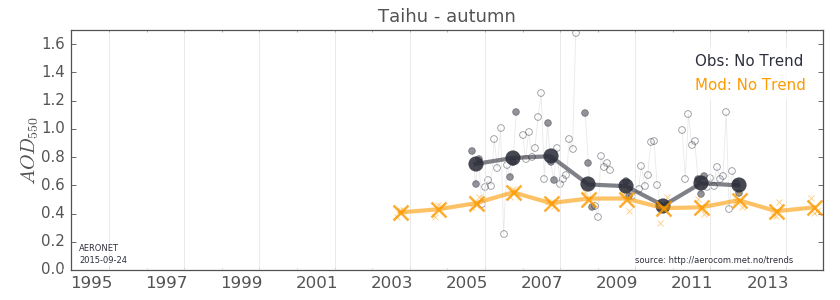 Taihu - autumn
1.6
1.4
1.2
1.0
0.8
0.6
0.4
0.2
0.0
AOD550
Obs: No Trend
Mod: No Trend
AERONET
2015-09-24
source: http://aerocom.met.no/trends
1995 1997 1999 2001 2003 2005 2007 2009 2011 2013